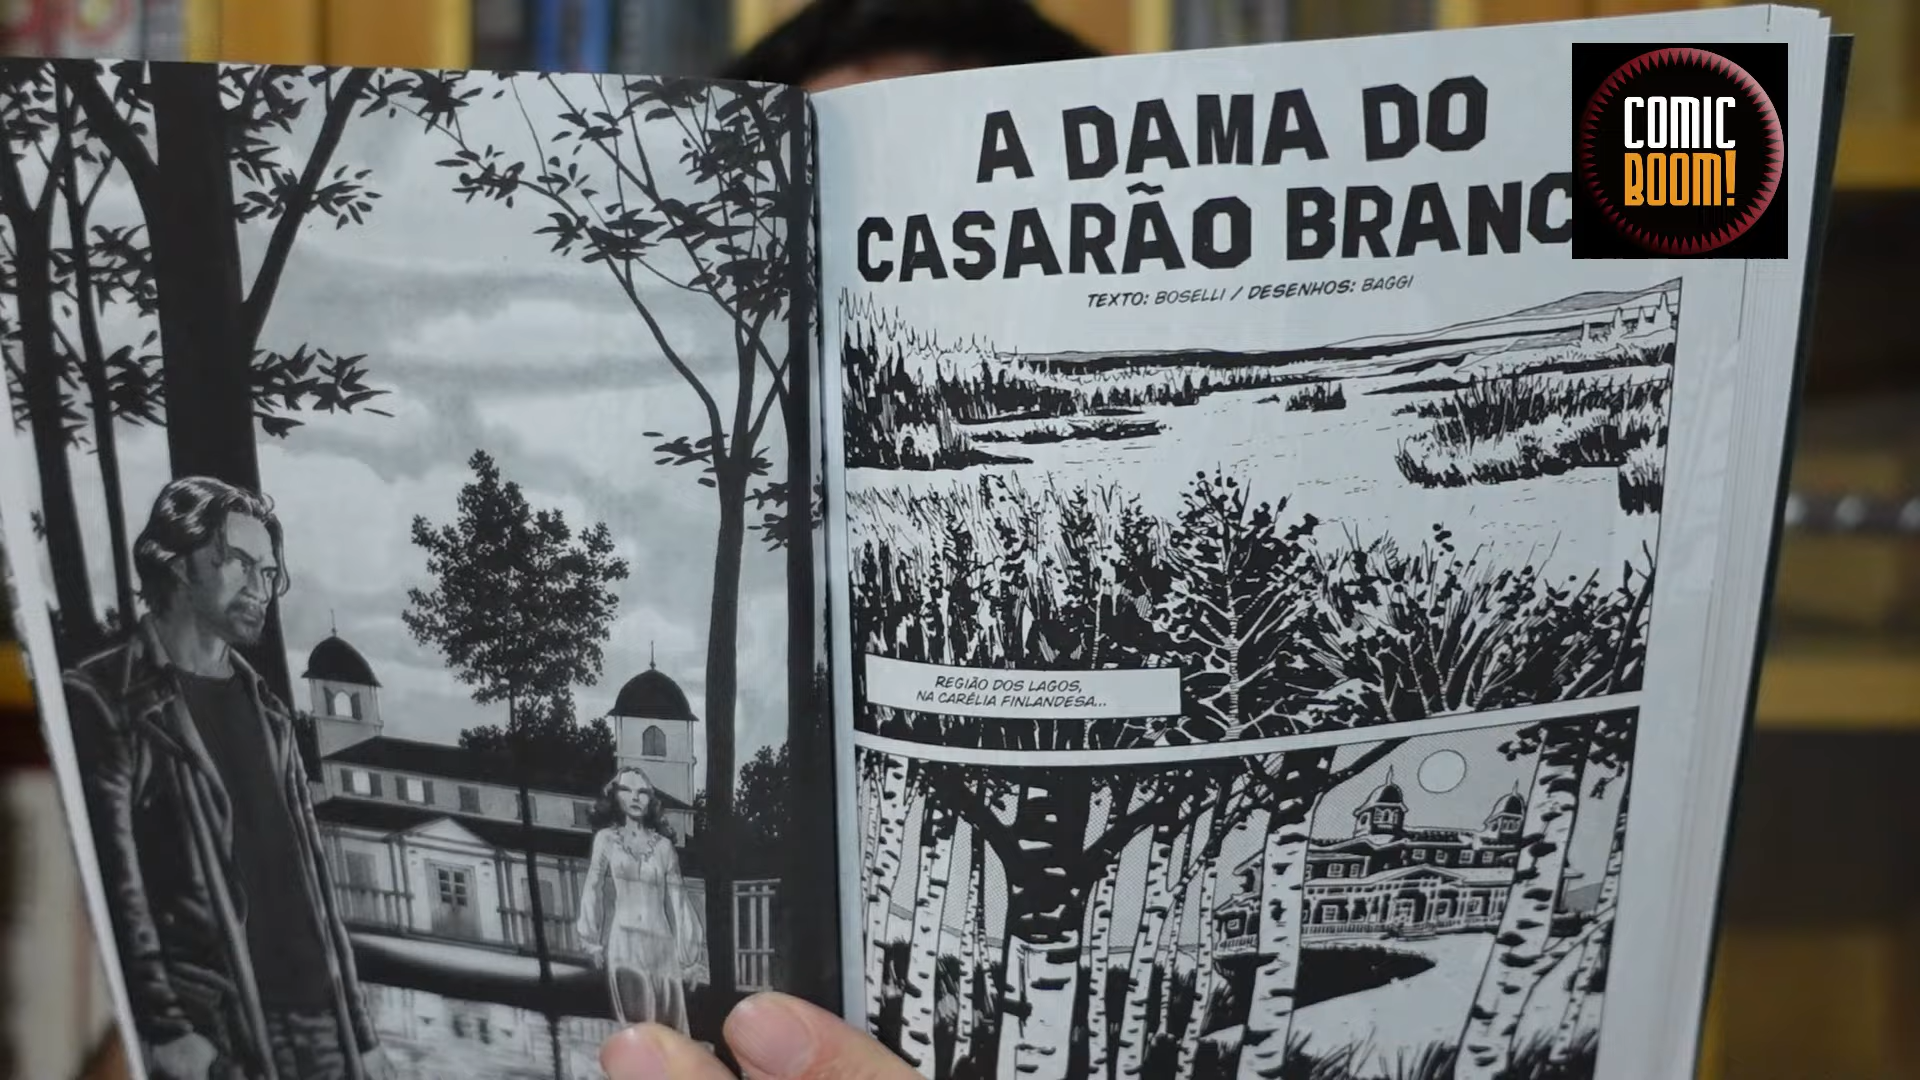 A DAMA DO
CASARÃO BRANC
TEXTO: BOSELLI / DESENHOS: BAGGI
REGIÃO DOS LAGOS,
NA CARÉLIA FINLANDESA...
COMIC
BOOM!